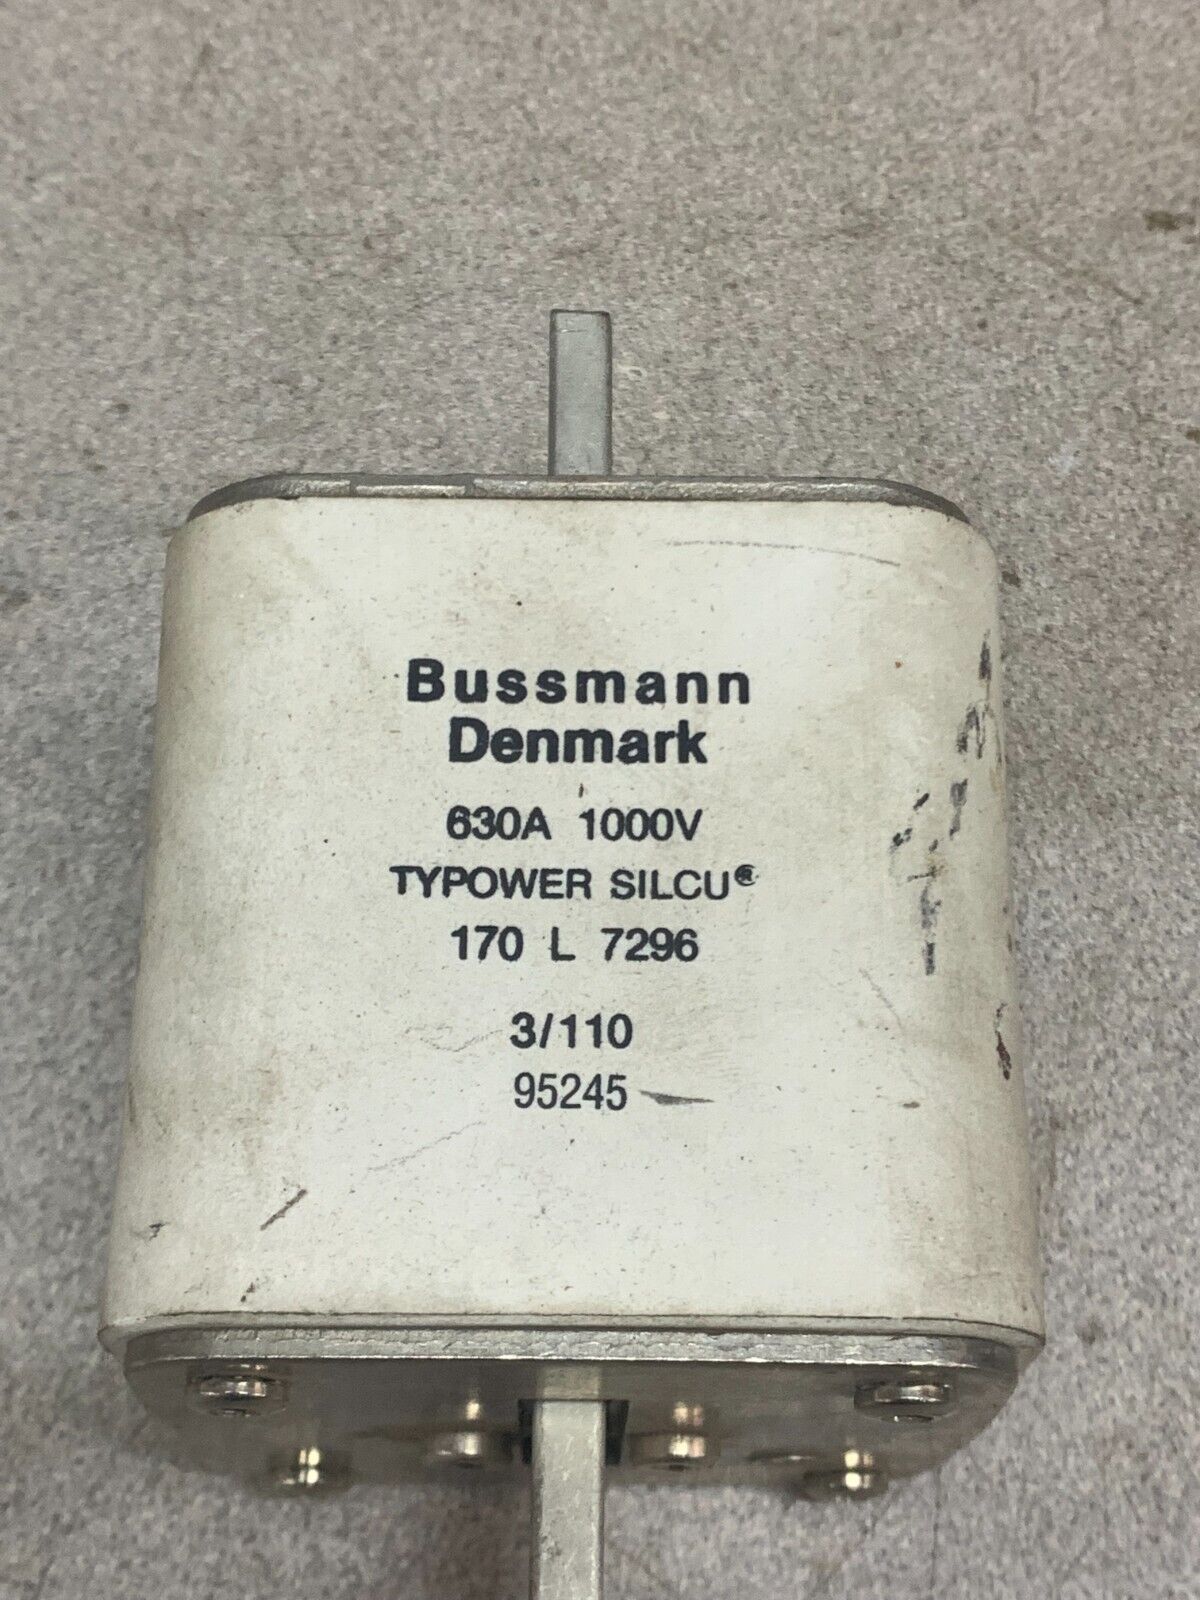 Bussmann
Denmark
630A 1000V
TYPOWER SILCU®
170 L 7296
3/110
95245